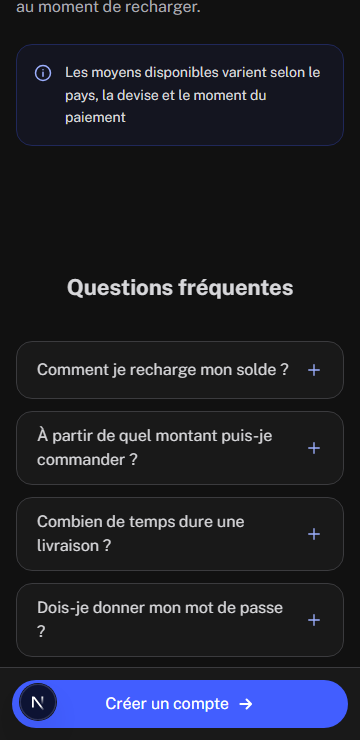 au moment de recharger.
Les moyens disponibles varient selon le
pays, la devise et le moment du
paiement
Questions fréquentes
Comment je recharge mon solde ?
À partir de quel montant puis-je
commander ?
Combien de temps dure une
livraison ?
Dois-je donner mon mot de passe
?
N
Créer un compte →